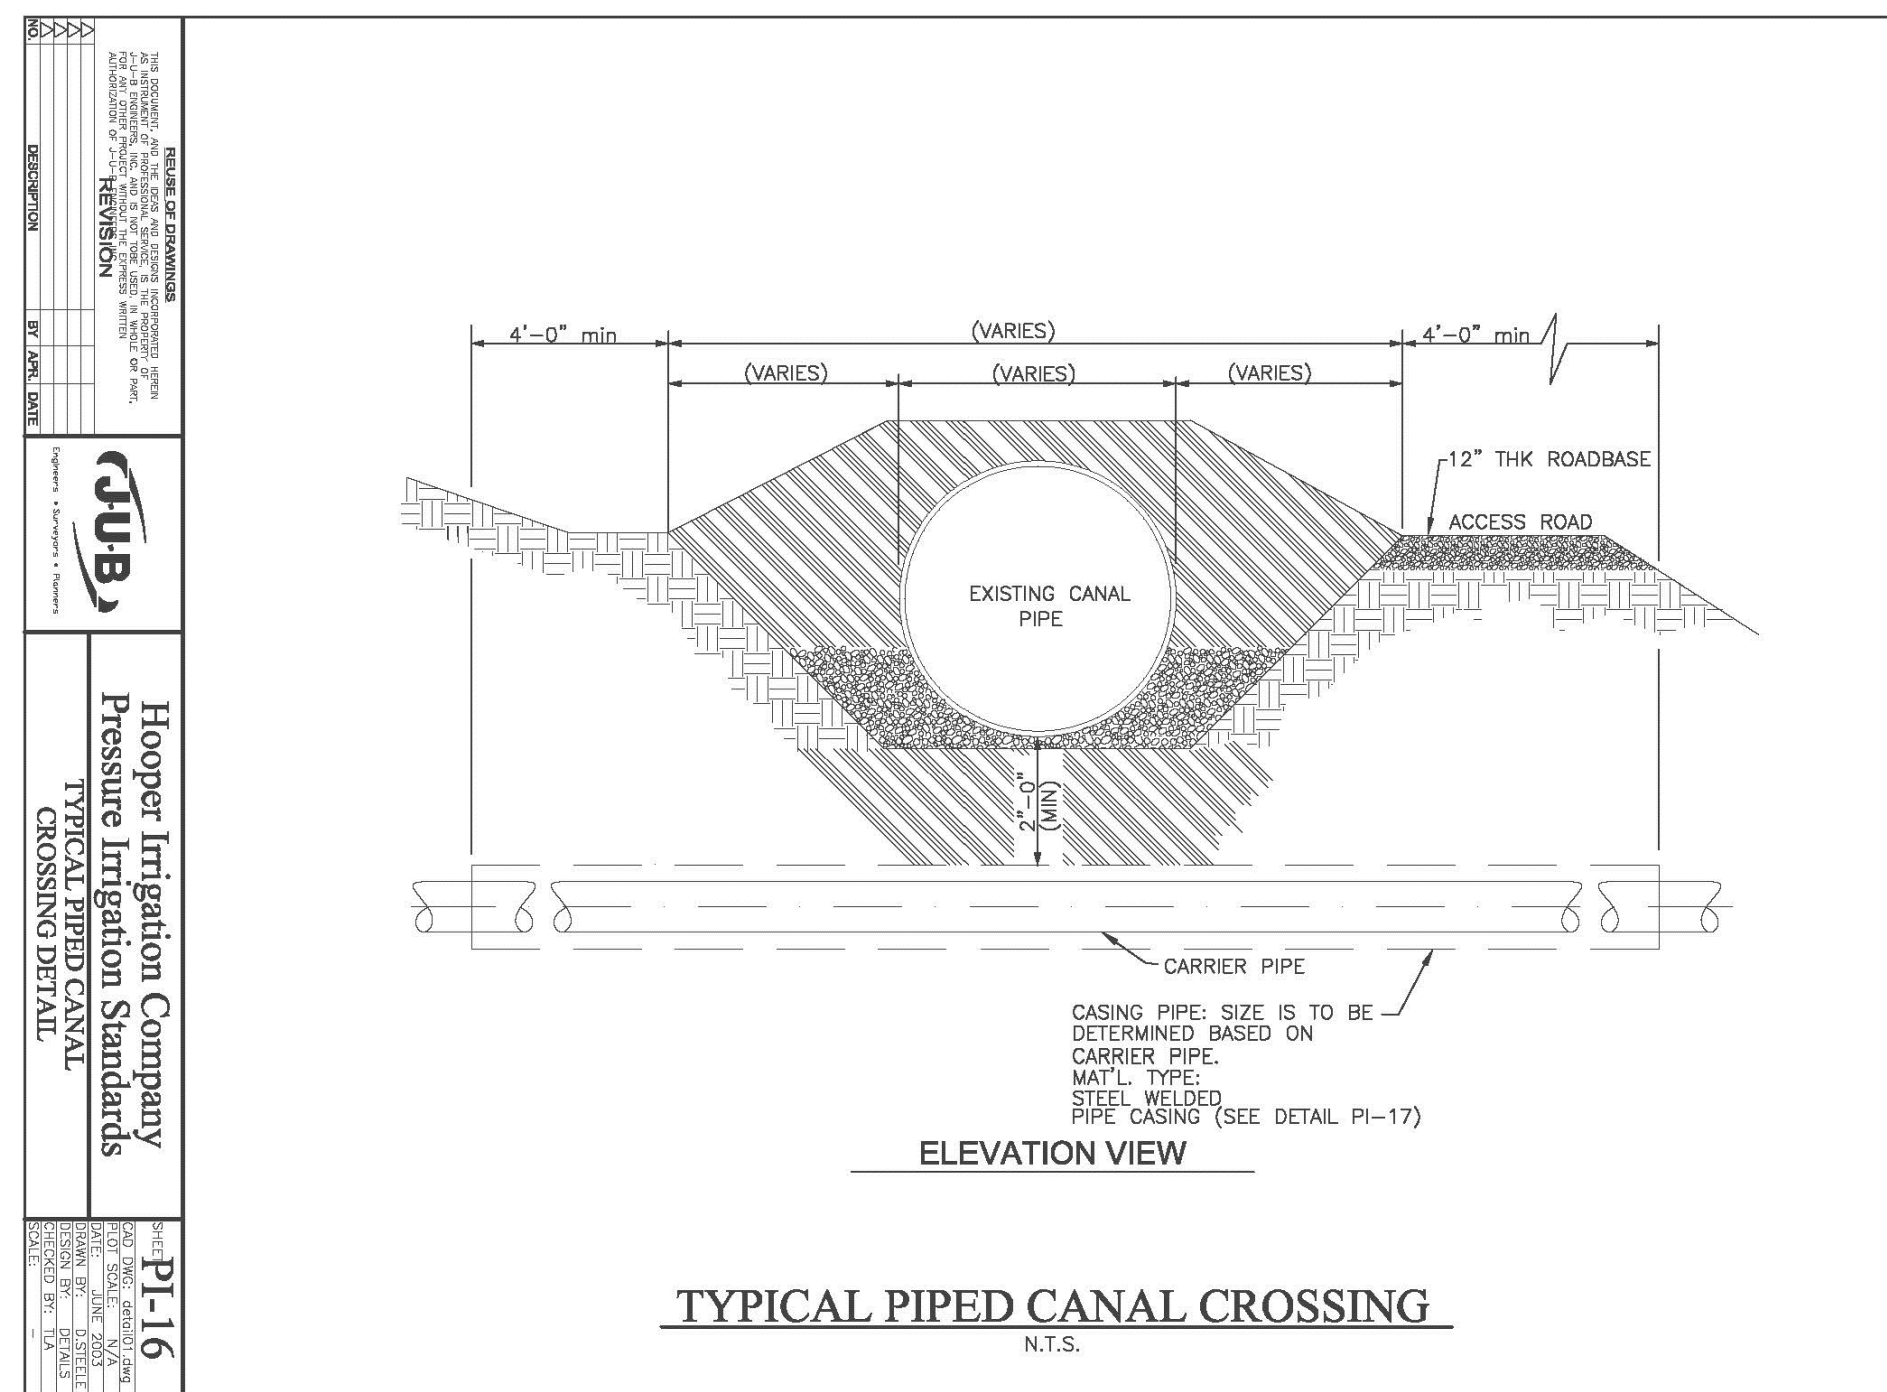 4'-0" min
(VARIES)
4'-0" min
(VARIES)
(VARIES)
(VARIES)
12" THK ROADBASE
ACCESS ROAD
EXISTING CANAL
PIPE
2"-0"
(MIN)
CARRIER PIPE
CASING PIPE: SIZE IS TO BE
DETERMINED BASED ON
CARRIER PIPE.
MAT'L. TYPE:
STEEL WELDED
PIPE CASING (SEE DETAIL PI-17)
ELEVATION VIEW
TYPICAL PIPED CANAL CROSSING
N.T.S.
REUSE OF DRAWINGS
THIS DOCUMENT, AND THE IDEAS AND DESIGNS INCORPORATED HEREIN
AS INSTRUMENT OF PROFESSIONAL SERVICE, IS THE PROPERTY OF
J-U-B ENGINEERS, INC. AND IS NOT TOBE USED, IN WHOLE OR PART,
FOR ANY OTHER PROJECT WITHOUT THE EXPRESS WRITTEN
AUTHORIZATION OF J-U-B ENGINEERS, INC.
REVISION
NO. DESCRIPTION BY APR. DATE
J·U·B
Engineers • Surveyors • Planners
Hooper Irrigation Company
Pressure Irrigation Standards
TYPICAL PIPED CANAL
CROSSING DETAIL
SHEET
PI-16
CAD DWG: detail01.dwg
PLOT SCALE: N/A
DATE: JUNE 2003
DRAWN BY: D.STEELE
DESIGN BY: DETAILS
CHECKED BY: TLA
SCALE: -